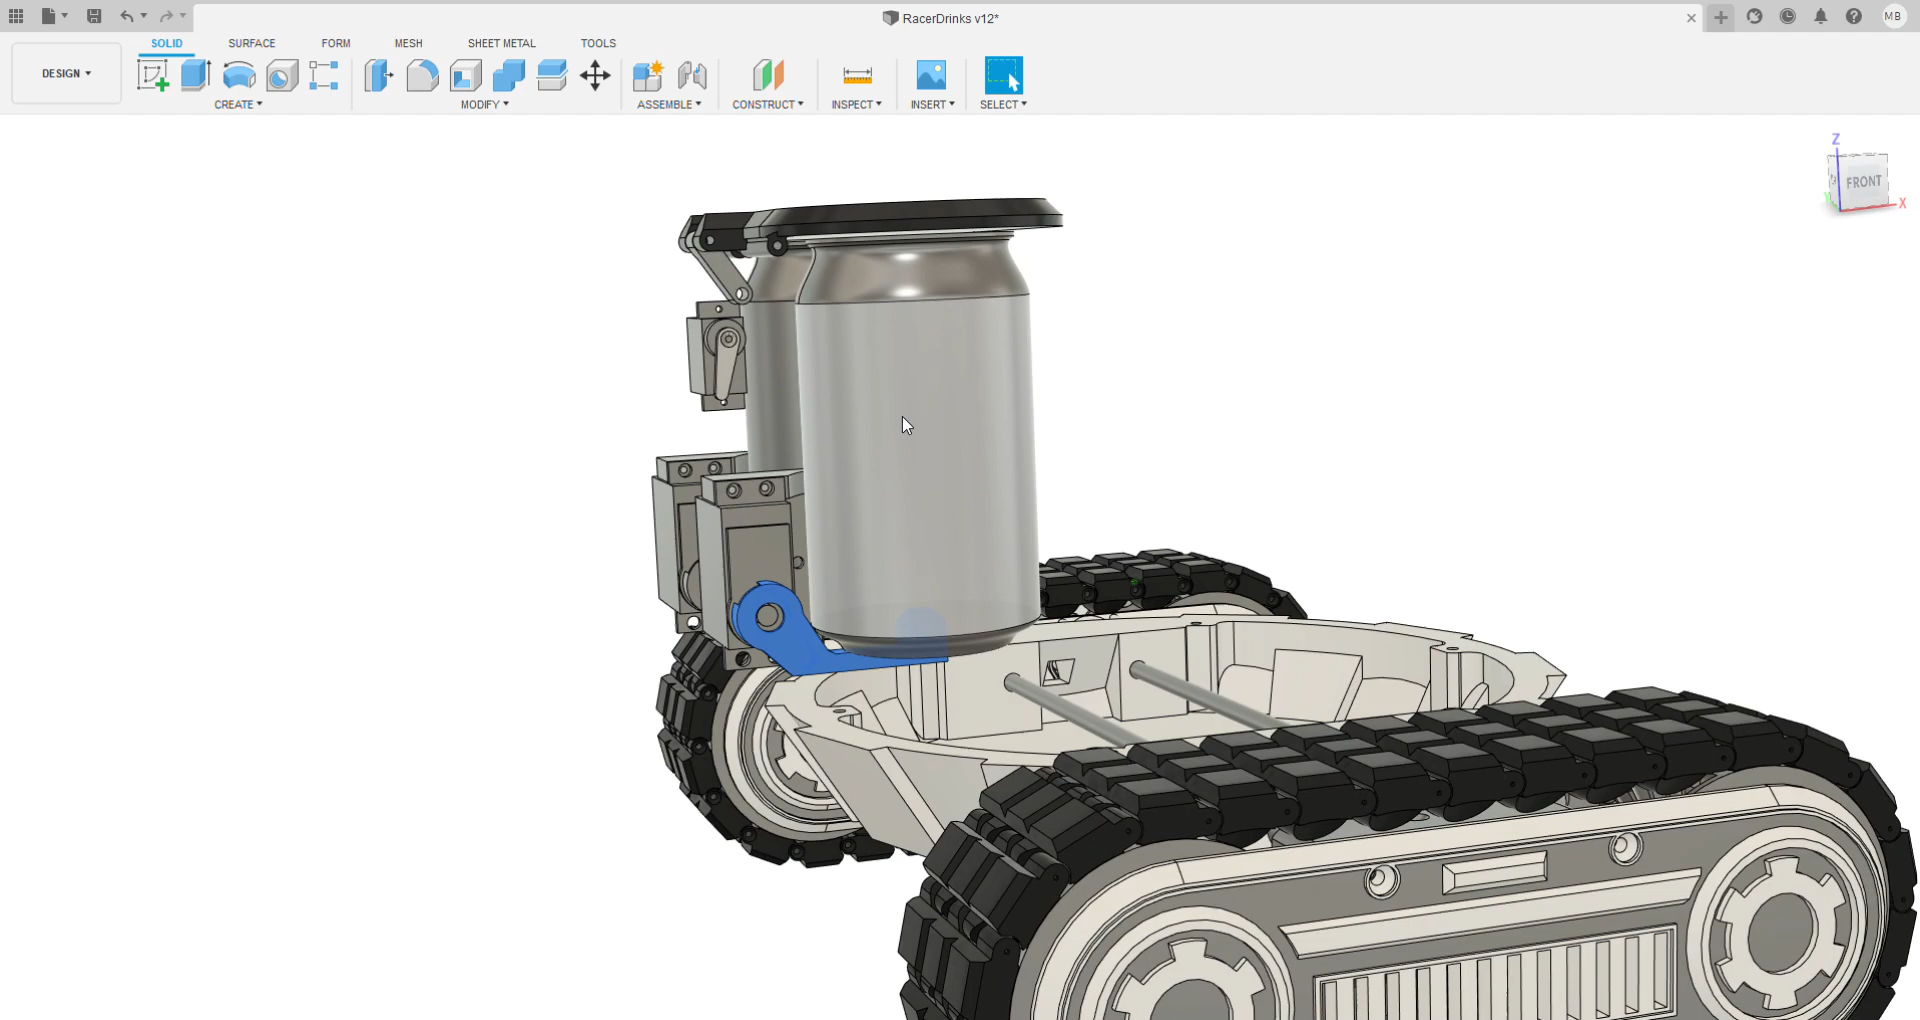 RacerDrinks v12*
MB
SOLID SURFACE FORM MESH SHEET METAL TOOLS
DESIGN
CREATE MODIFY ASSEMBLE CONSTRUCT INSPECT INSERT SELECT
Z
FRONT
X